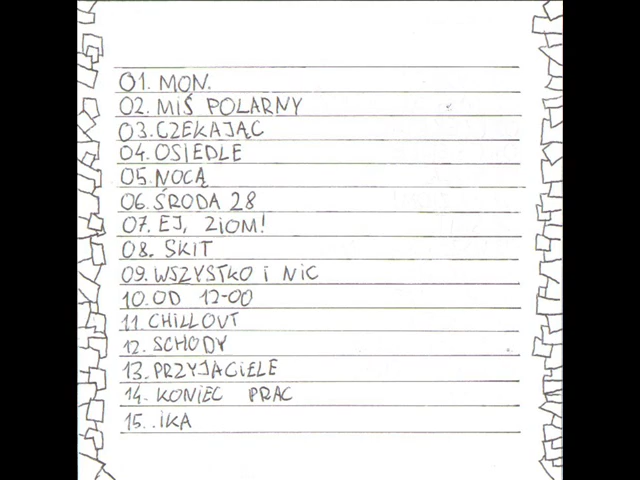 01. MON.
02. MIŚ POLARNY
03. CZEKAJĄC
04. OSIEDLE
05. NOCĄ
06. ŚRODA 28
07. EJ, ZIOM!
08. SKIT
09. WSZYSTKO I NIC
10. OD 12-00
11. CHILLOUT
12. SCHODY
13. PRZYJACIELE
14. KONIEC PRAC
15. .IKA